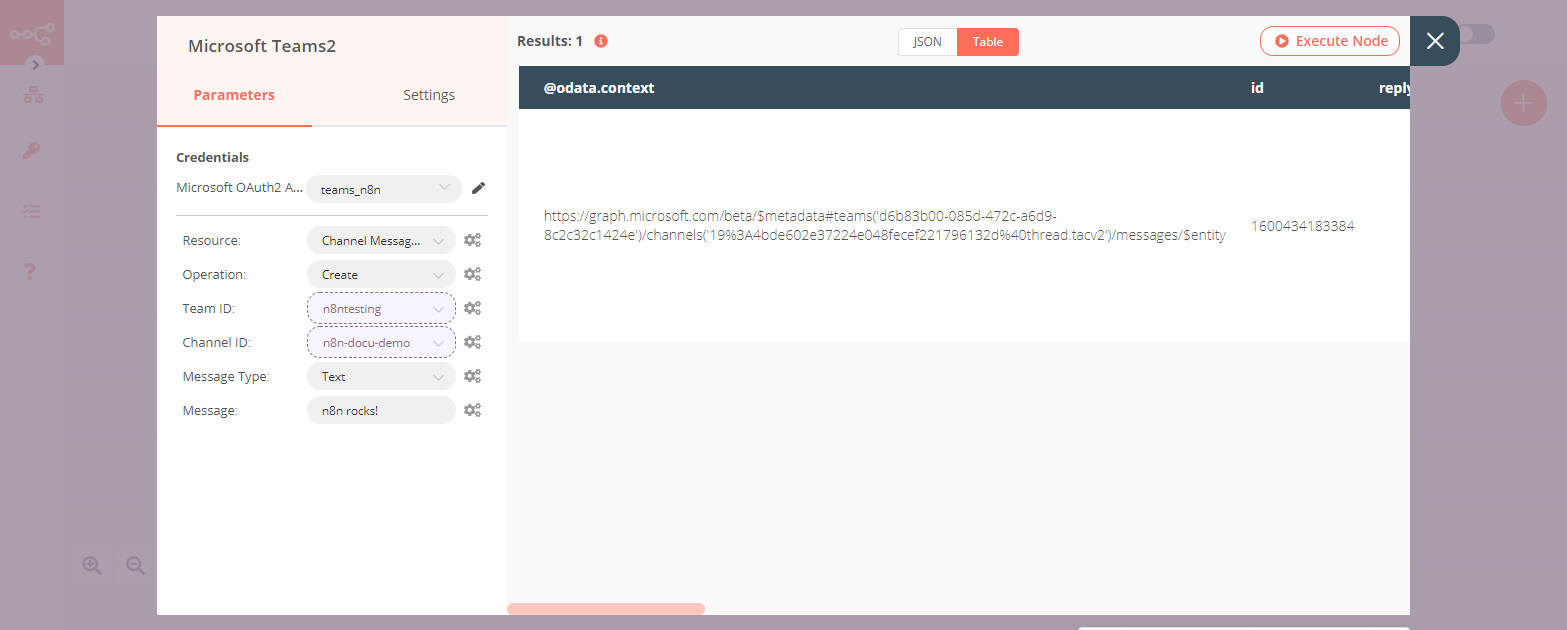 Microsoft Teams2
Parameters
Settings
Credentials
Microsoft OAuth2 A...
teams_n8n
Resource:
Channel Messag...
Operation:
Create
Team ID:
n8ntesting
Channel ID:
n8n-docu-demo
Message Type:
Text
Message:
n8n rocks!
Results: 1
JSON
Table
Execute Node
@odata.context
id
reply
https://graph.microsoft.com/beta/$metadata#teams('d6b83b00-085d-472c-a6d9-
8c2c32c1424e')/channels('19%3A4bde602e37224e048fecef221796132d%40thread.tacv2')/messages/$entity
1600434183384